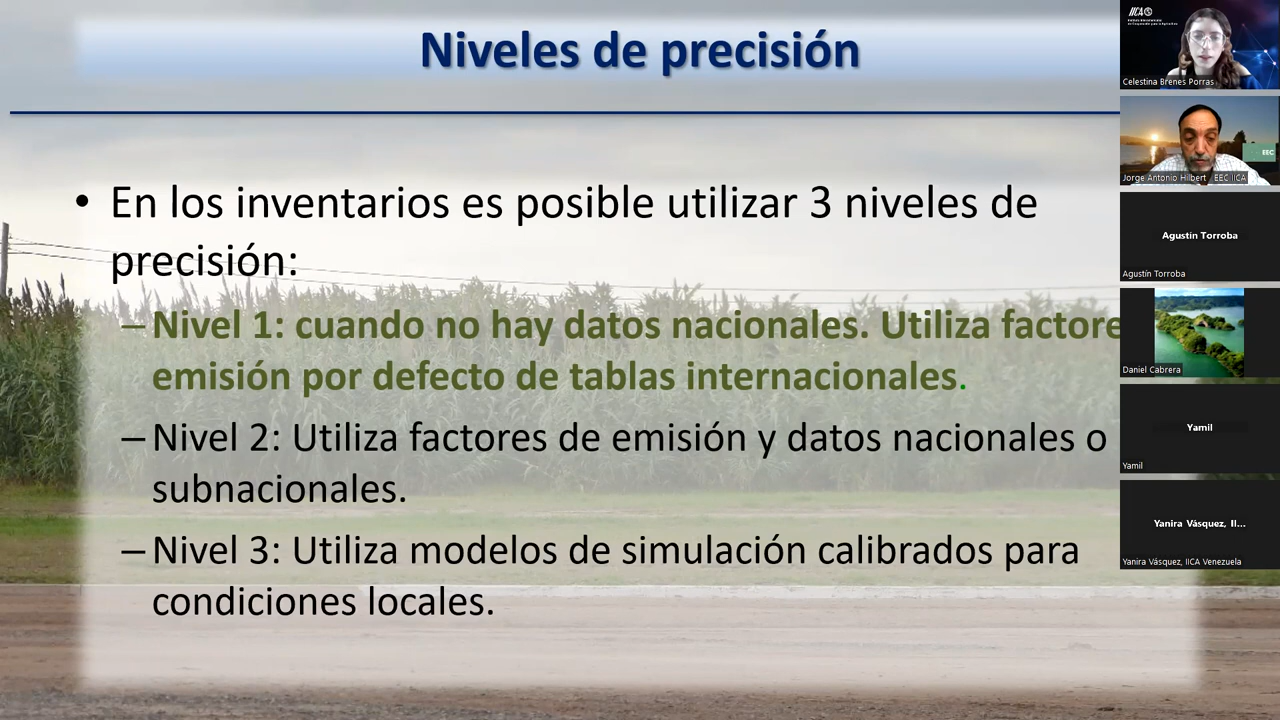 Niveles de precisión
• En los inventarios es posible utilizar 3 niveles de
precisión:
– Nivel 1: cuando no hay datos nacionales. Utiliza factore
emisión por defecto de tablas internacionales.
– Nivel 2: Utiliza factores de emisión y datos nacionales o
subnacionales.
– Nivel 3: Utiliza modelos de simulación calibrados para
condiciones locales.
IICA
Celestina Brenes Porras
EEC
Jorge Antonio Hilbert - EEC IICA
Agustín Torroba
Agustín Torroba
Daniel Cabrera
Yamil
Yamil
Yanira Vásquez, II...
Yanira Vásquez, IICA Venezuela